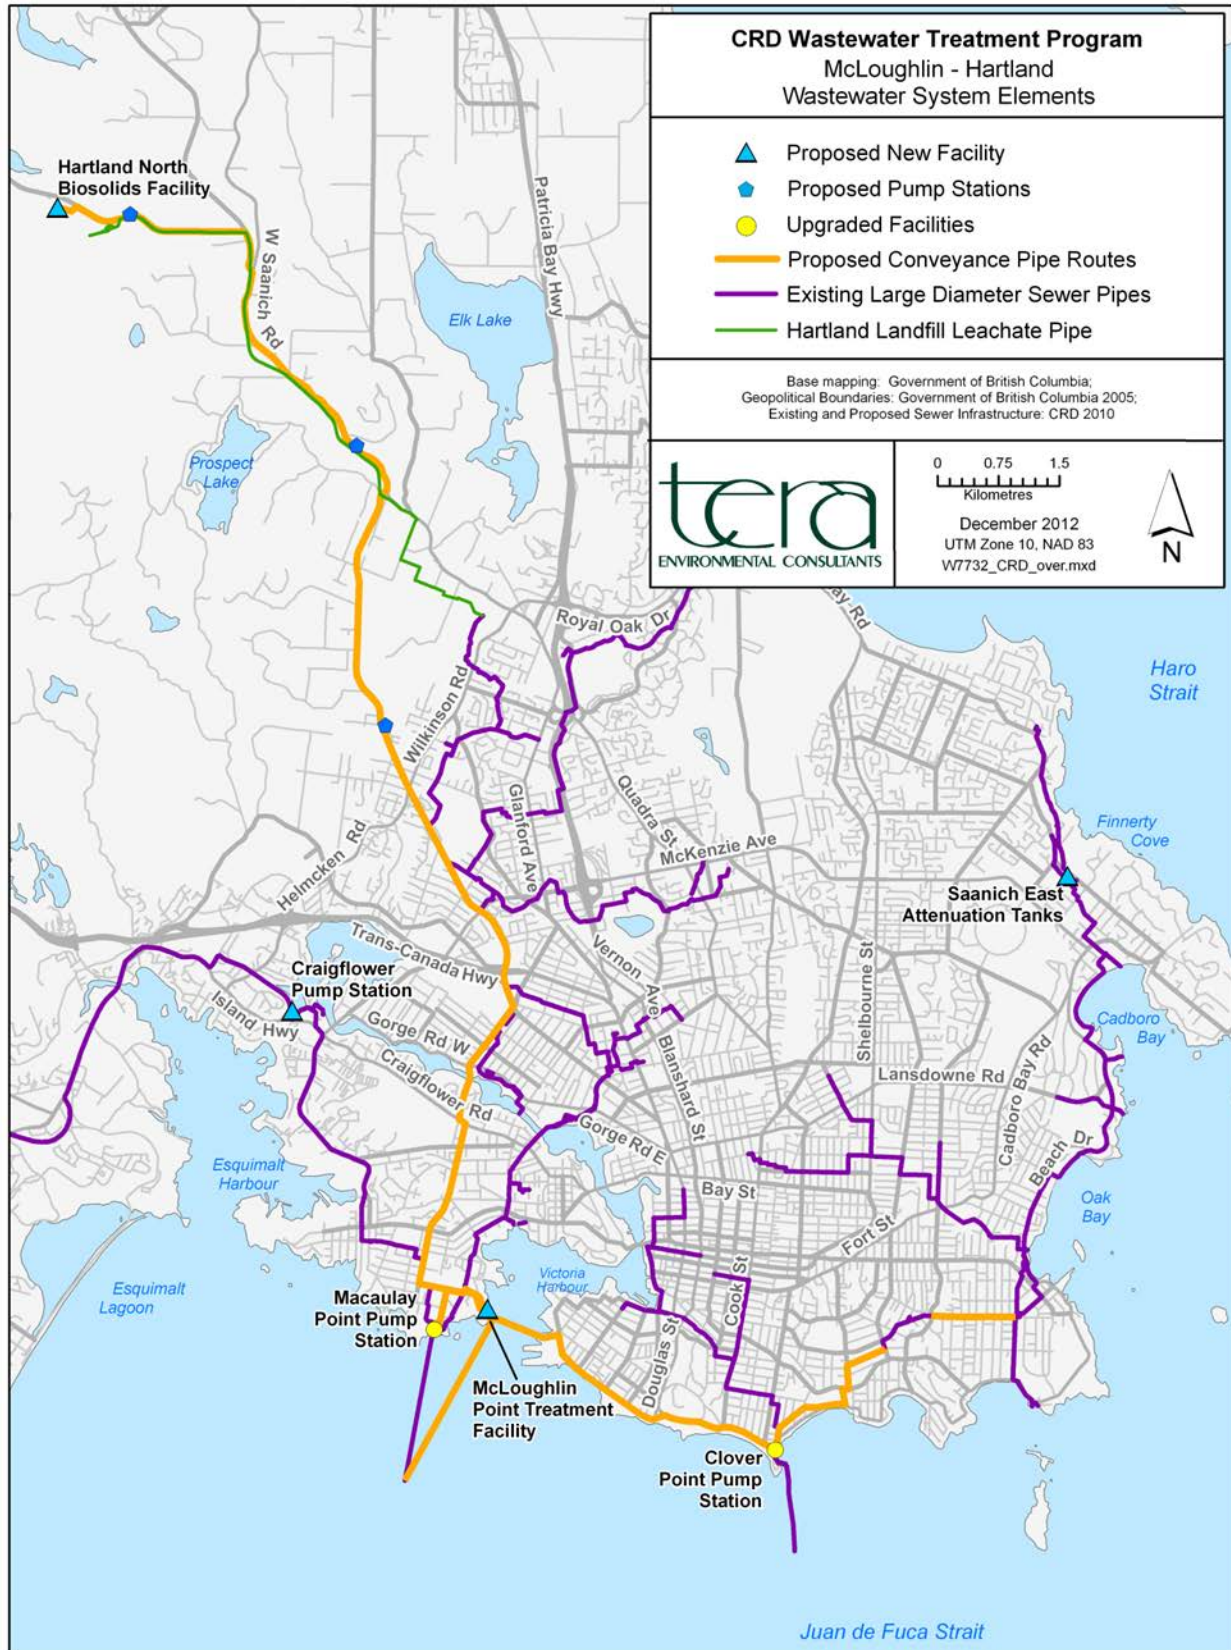 CRD Wastewater Treatment Program
McLoughlin - Hartland
Wastewater System Elements
Proposed New Facility
Proposed Pump Stations
Upgraded Facilities
Proposed Conveyance Pipe Routes
Existing Large Diameter Sewer Pipes
Hartland Landfill Leachate Pipe
Base mapping: Government of British Columbia;
Geopolitical Boundaries: Government of British Columbia 2005;
Existing and Proposed Sewer Infrastructure: CRD 2010
tera
ENVIRONMENTAL CONSULTANTS
0 0.75 1.5
Kilometres
December 2012
UTM Zone 10, NAD 83
W7732_CRD_over.mxd
N
Hartland North
Biosolids Facility
W Saanich Rd
Patricia Bay Hwy
Elk Lake
Prospect
Lake
Royal Oak Dr
ay Rd
Haro
Strait
Wilkinson Rd
Glanford Ave
Quadra St
McKenzie Ave
Finnerty
Cove
Helmcken Rd
Saanich East
Attenuation Tanks
Trans-Canada Hwy
Vernon Ave
Shelbourne St
Craigflower
Pump Station
Island Hwy
Gorge Rd W
Craigflower Rd
Blanshard St
Lansdowne Rd
Cadboro
Bay
Cadboro Bay Rd
Gorge Rd E
Beach Dr
Esquimalt
Harbour
Bay St
Oak
Bay
Fort St
Esquimalt
Lagoon
Victoria
Harbour
Cook St
Macaulay
Point Pump
Station
Douglas St
McLoughlin
Point Treatment
Facility
Clover
Point Pump
Station
Juan de Fuca Strait